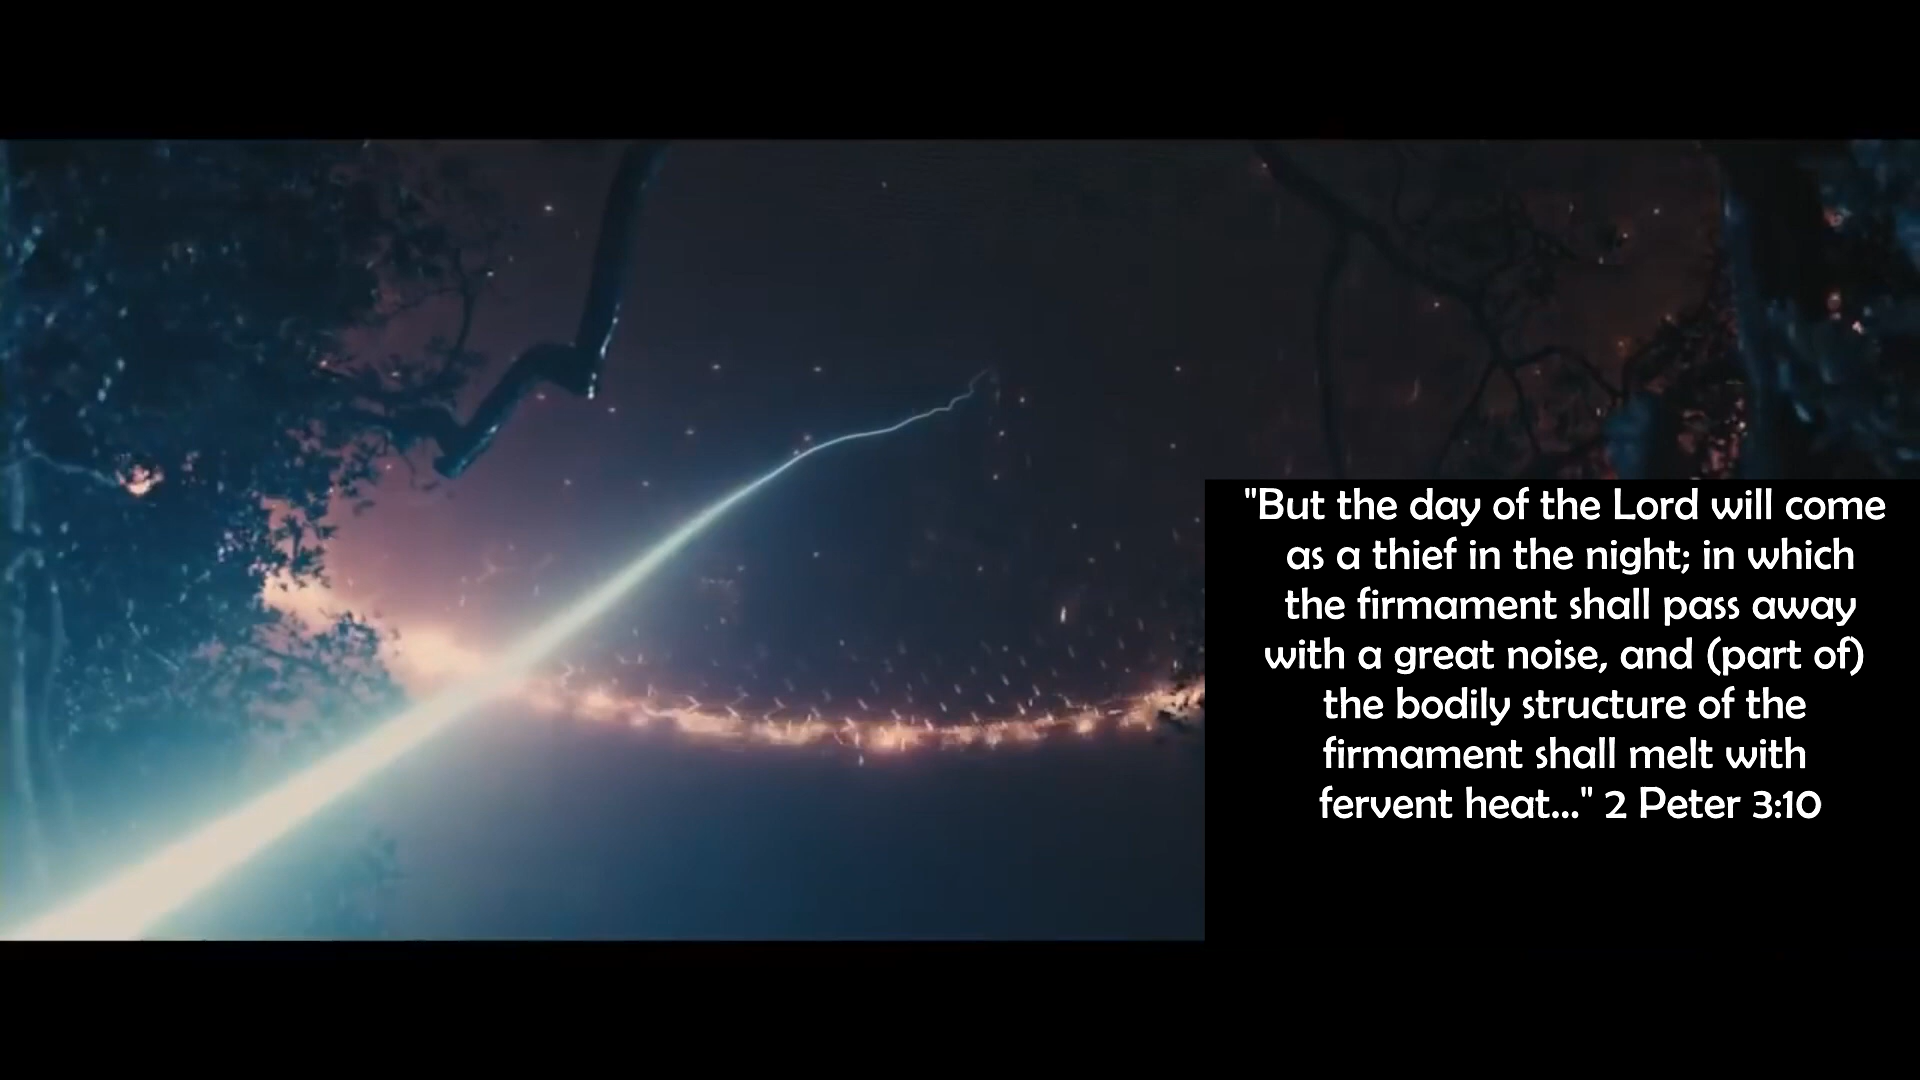 "But the day of the Lord will come
as a thief in the night; in which
the firmament shall pass away
with a great noise, and (part of)
the bodily structure of the
firmament shall melt with
fervent heat..." 2 Peter 3:10